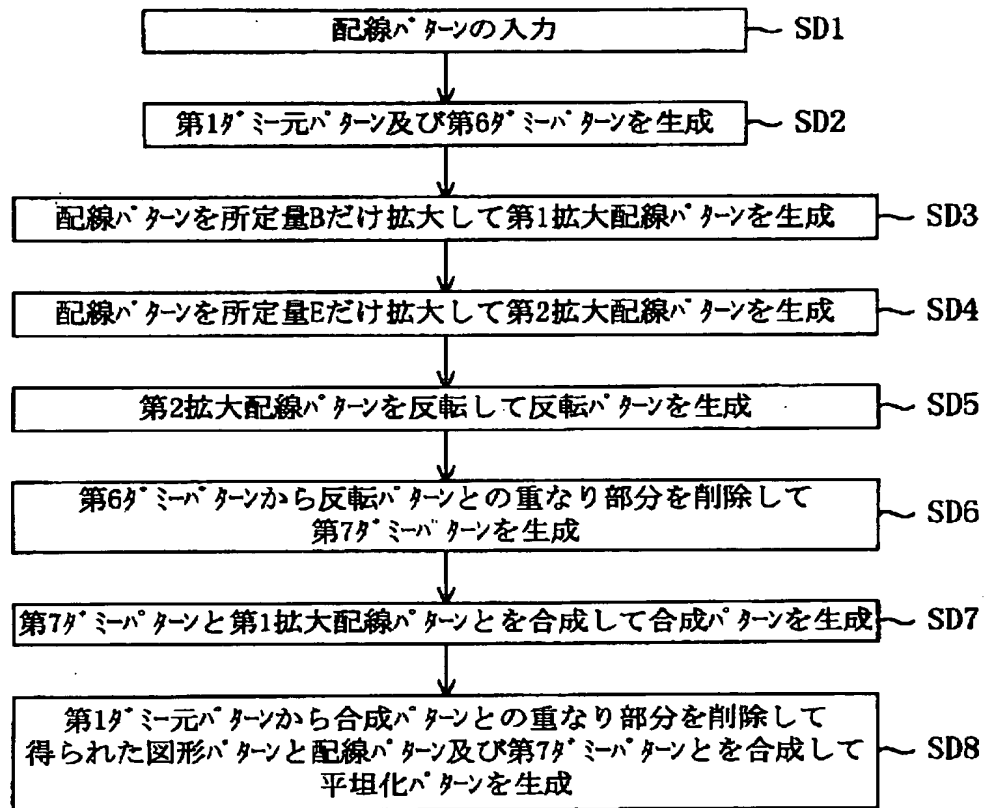 配線パターンの入力 ～ SD1
第1ダミー元パターン及び第6ダミーパターンを生成 ～ SD2
配線パターンを所定量Bだけ拡大して第1拡大配線パターンを生成 ～ SD3
配線パターンを所定量Eだけ拡大して第2拡大配線パターンを生成 ～ SD4
第2拡大配線パターンを反転して反転パターンを生成 ～ SD5
第6ダミーパターンから反転パターンとの重なり部分を削除して
第7ダミーパターンを生成 ～ SD6
第7ダミーパターンと第1拡大配線パターンとを合成して合成パターンを生成 ～ SD7
第1ダミー元パターンから合成パターンとの重なり部分を削除して
得られた図形パターンと配線パターン及び第7ダミーパターンとを合成して ～ SD8
平坦化パターンを生成